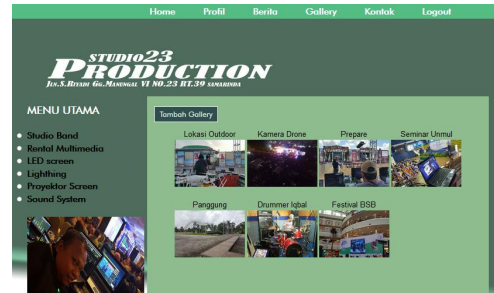 Home Profil Berita Gallery Kontak Logout
STUDIO23
PRODUCTION
JLN.S.RIYADI GG.MANUNGAL VI NO.23 RT.39 SAMARINDA
MENU UTAMA
Studio Band
Rental Multimedia
LED screen
Lighthing
Proyektor Screen
Sound System
Tambah Gallery
Lokasi Outdoor Kamera Drone Prepare Seminar Unmul
Panggung Drummer Iqbal Festival BSB